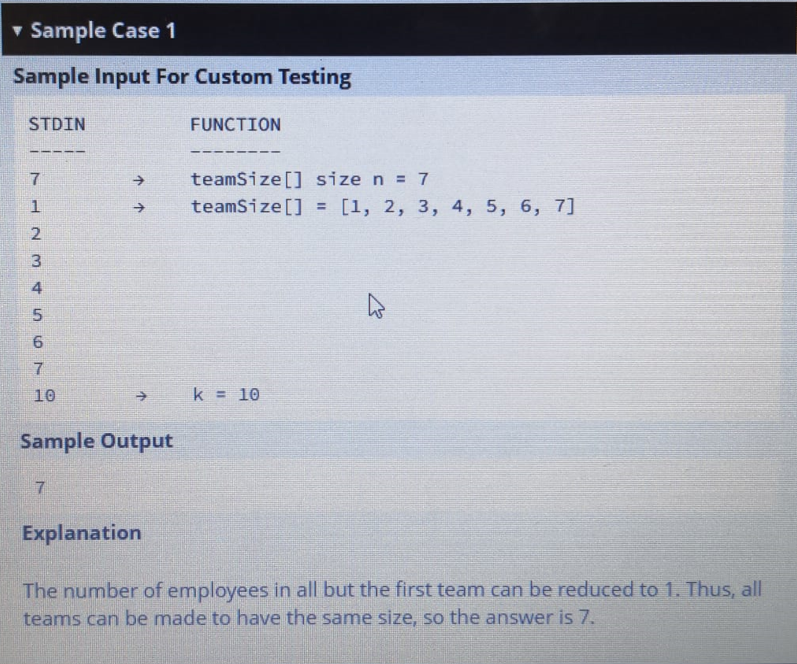 ▼ Sample Case 1
Sample Input For Custom Testing
STDIN FUNCTION
----- --------
7 → teamSize[] size n = 7
1 → teamSize[] = [1, 2, 3, 4, 5, 6, 7]
2
3
4
5
6
7
10 → k = 10
Sample Output
7
Explanation
The number of employees in all but the first team can be reduced to 1. Thus, all
teams can be made to have the same size, so the answer is 7.